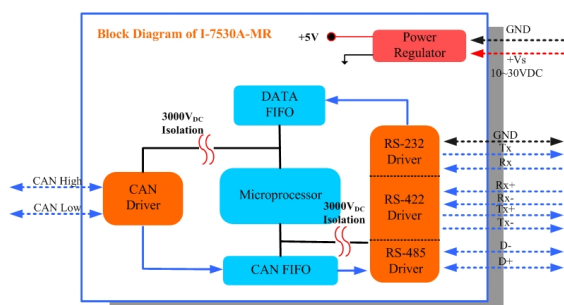 Block Diagram of I-7530A-MR
+5V
Power
Regulator
GND
+Vs
10~30VDC
DATA
FIFO
3000VDC
Isolation
RS-232
Driver
GND
Tx
Rx
CAN High
CAN Low
CAN
Driver
Microprocessor
3000VDC
Isolation
RS-422
Driver
Rx+
Rx-
Tx+
Tx-
CAN FIFO
RS-485
Driver
D-
D+